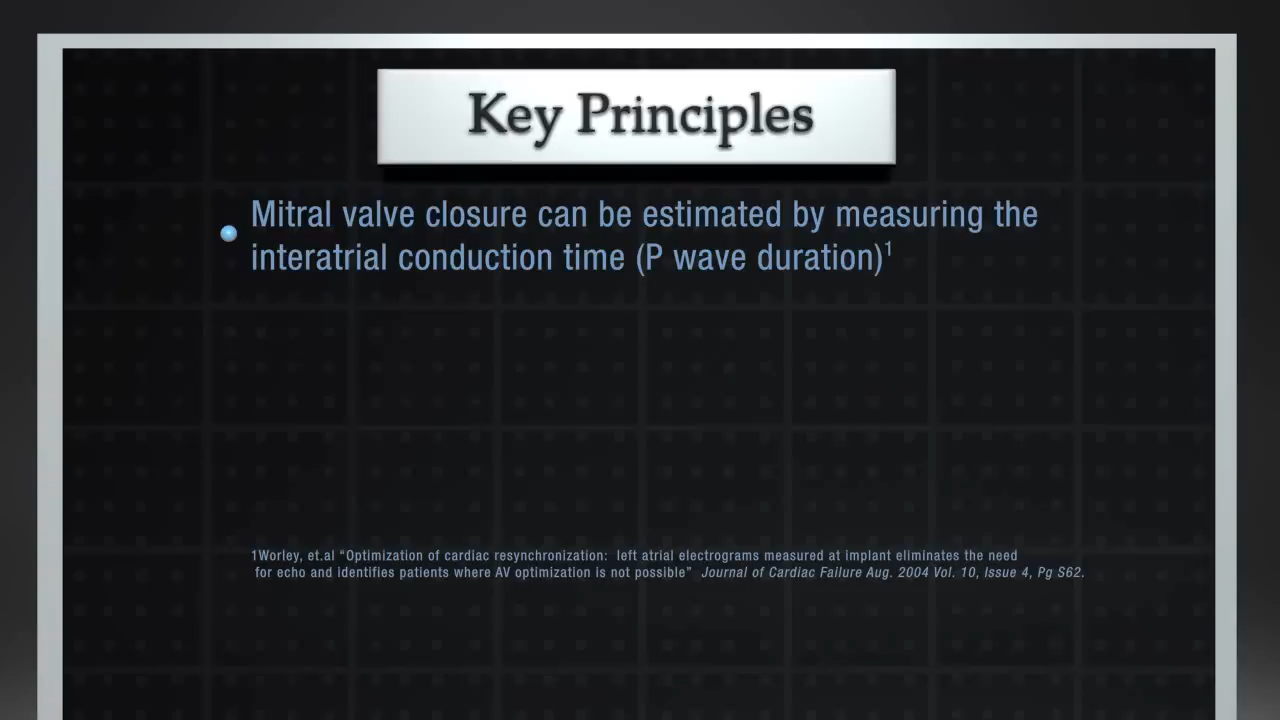 Key Principles
Mitral valve closure can be estimated by measuring the
interatrial conduction time (P wave duration)1
1Worley, et.al “Optimization of cardiac resynchronization: left atrial electrograms measured at implant eliminates the need
for echo and identifies patients where AV optimization is not possible” Journal of Cardiac Failure Aug. 2004 Vol. 10, Issue 4, Pg S62.